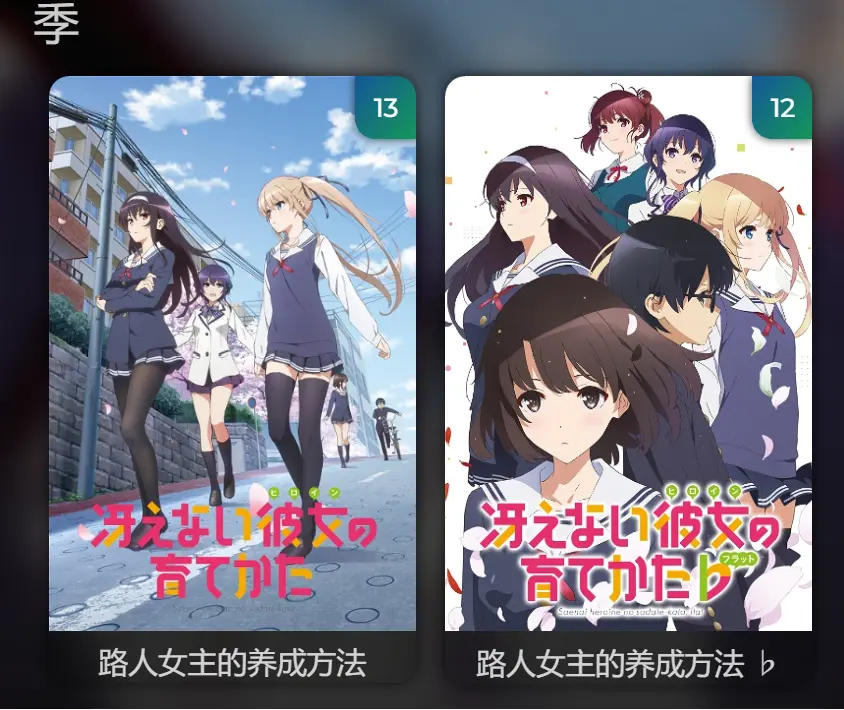 季
13
12
ヒロイン
冴えない彼女の
育てかた
ヒロイン
冴えない彼女の
フラット
育てかた♭
Saenai heroine no sodate-kata. flat
路人女主的养成方法
路人女主的养成方法 ♭